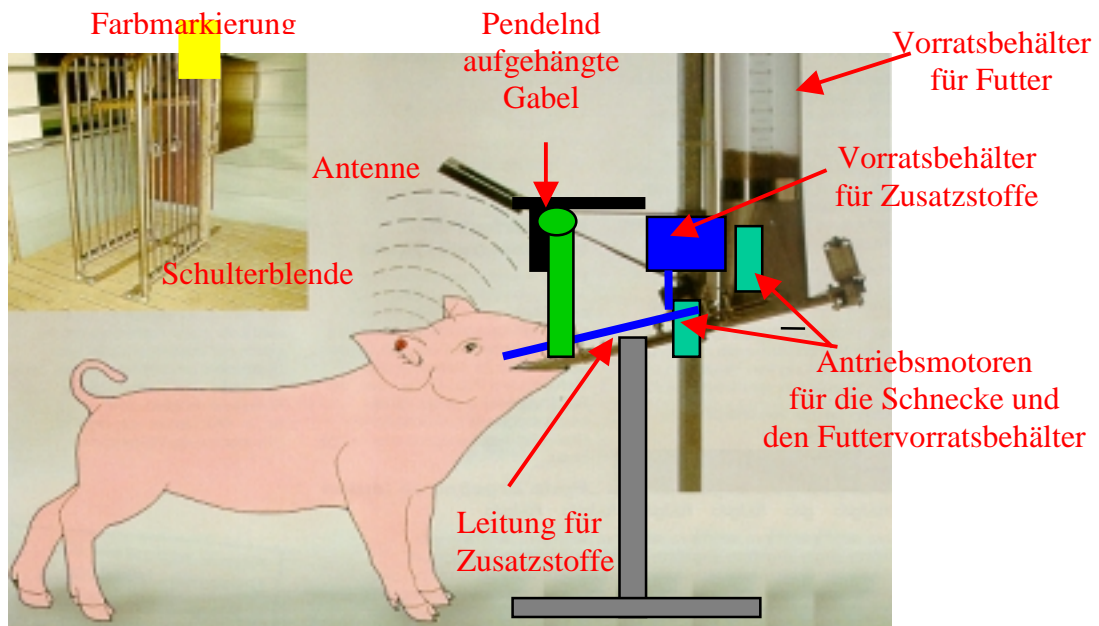 Farbmarkierung
Pendelnd
aufgehängte
Gabel
Vorratsbehälter
für Futter
Antenne
Vorratsbehälter
für Zusatzstoffe
Schulterblende
Antriebsmotoren
für die Schnecke und
den Futtervorratsbehälter
Leitung für
Zusatzstoffe